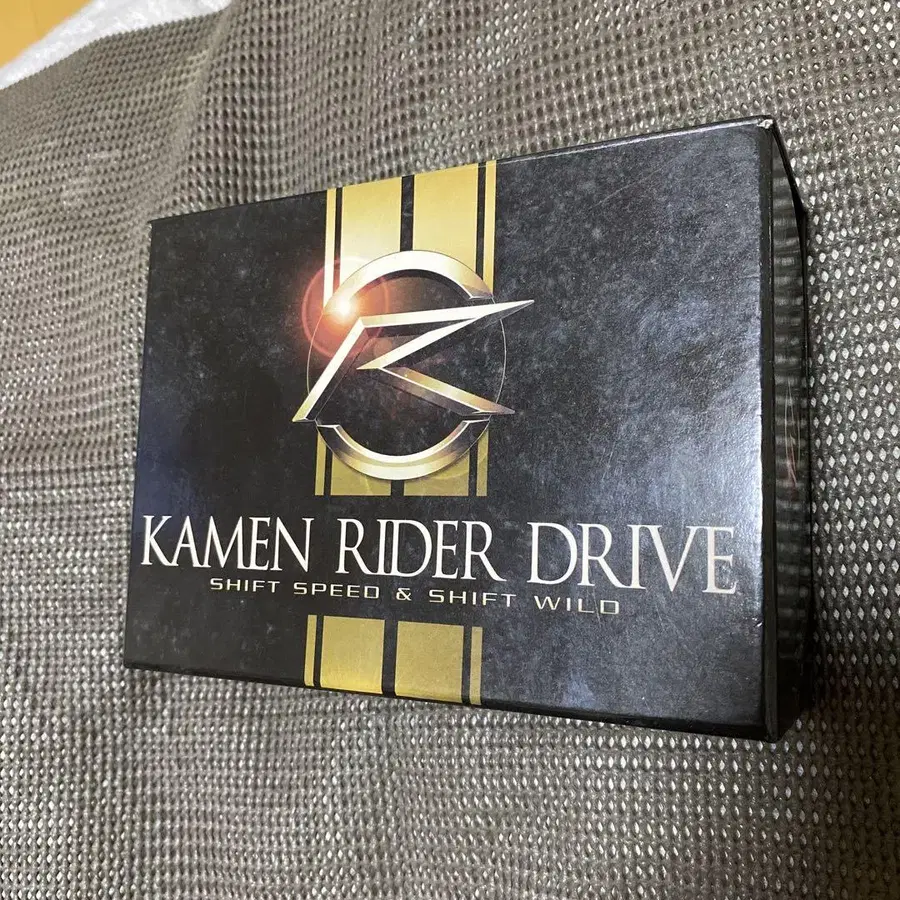 KAMEN RIDER DRIVE
SHIFT SPEED & SHIFT WILD